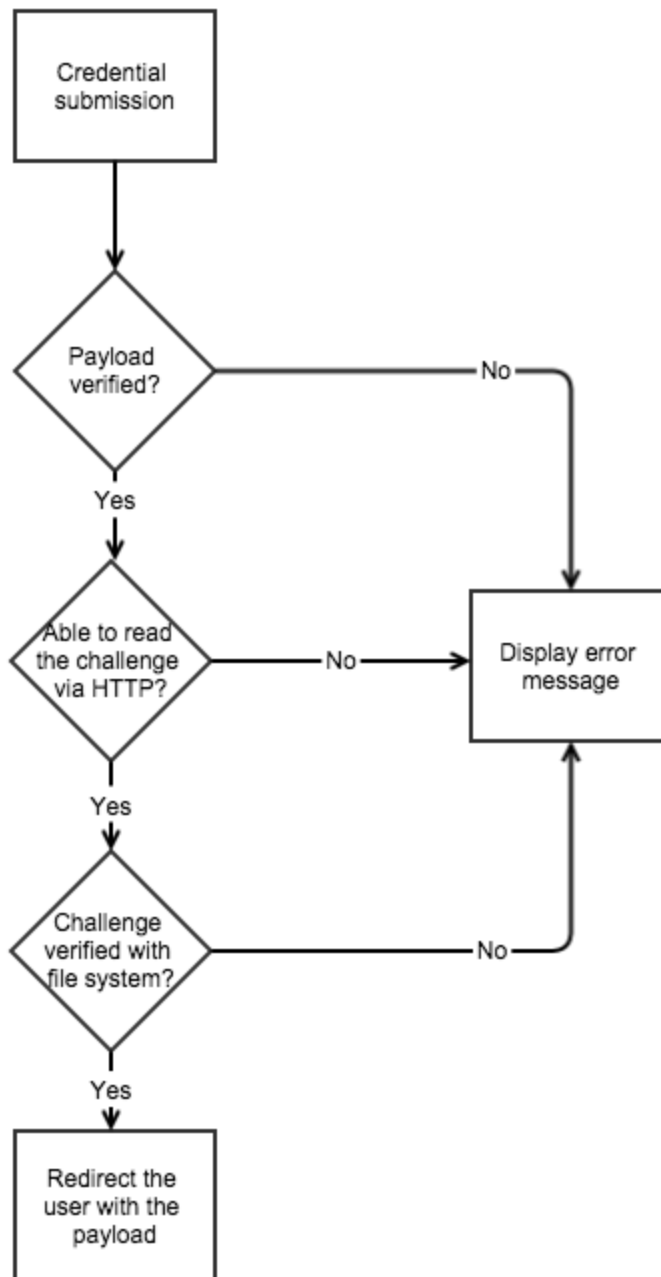 Credential
submission
Payload
verified?
No
Yes
Able to read
the challenge
via HTTP?
No
Display error
message
Yes
Challenge
verified with
file system?
No
Yes
Redirect the
user with the
payload